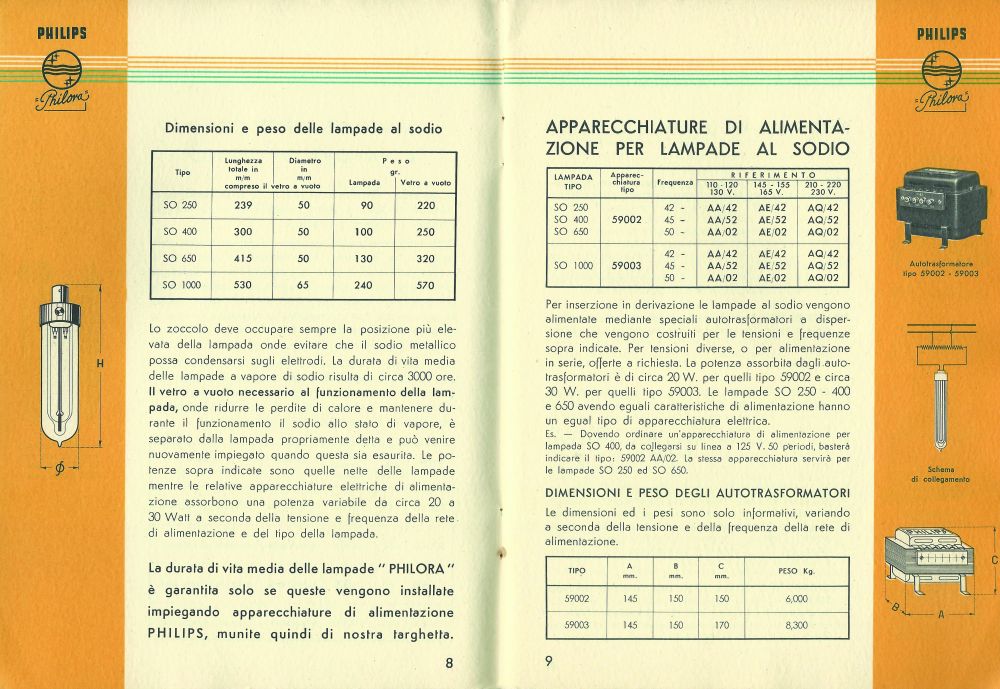 PHILIPS
Philora
Dimensioni e peso delle lampade al sodio
Tipo | Lunghezza totale in m/m | Diametro in m/m | Peso gr.
compreso il vetro a vuoto | Lampada | Vetro a vuoto
SO 250 | 239 | 50 | 90 | 220
SO 400 | 300 | 50 | 100 | 250
SO 650 | 415 | 50 | 130 | 320
SO 1000 | 530 | 65 | 240 | 570
H
ϕ
Lo zoccolo deve occupare sempre la posizione più ele-
vata della lampada onde evitare che il sodio metallico
possa condensarsi sugli elettrodi. La durata di vita media
delle lampade a vapore di sodio risulta di circa 3000 ore.
Il vetro a vuoto necessario al funzionamento della lam-
pada, onde ridurre le perdite di calore e mantenere du-
rante il funzionamento il sodio allo stato di vapore, è
separato dalla lampada propriamente detta e può venire
nuovamente impiegato quando questa sia esaurita. Le po-
tenze sopra indicate sono quelle nette delle lampade
mentre le relative apparecchiature elettriche di alimenta-
zione assorbono una potenza variabile da circa 20 a
30 Watt a seconda della tensione e frequenza della rete
di alimentazione e del tipo della lampada.
La durata di vita media delle lampade " PHILORA "
è garantita solo se queste vengono installate
impiegando apparecchiature di alimentazione
PHILIPS, munite quindi di nostra targhetta.
8
PHILIPS
Philora
APPARECCHIATURE DI ALIMENTA-
ZIONE PER LAMPADE AL SODIO
LAMPADA TIPO | Apparec-chiatura tipo | Frequenza | RIFERIMENTO
110 - 120 130 V. | 145 - 155 165 V. | 210 - 220 230 V.
SO 250 | 42 - | AA/42 | AE/42 | AQ/42
SO 400 | 59002 | 45 - | AA/52 | AE/52 | AQ/52
SO 650 | 50 - | AA/02 | AE/02 | AQ/02
42 - | AA/42 | AE/42 | AQ/42
SO 1000 | 59003 | 45 - | AA/52 | AE/52 | AQ/52
50 - | AA/02 | AE/02 | AQ/02
Per inserzione in derivazione le lampade al sodio vengono
alimentate mediante speciali autotrasformatori a disper-
sione che vengono costruiti per le tensioni e frequenze
sopra indicate. Per tensioni diverse, o per alimentazione
in serie, offerte a richiesta. La potenza assorbita dagli auto-
trasformatori è di circa 20 W. per quelli tipo 59002 e circa
30 W. per quelli tipo 59003. Le lampade SO 250 - 400
e 650 avendo eguali caratteristiche di alimentazione hanno
un egual tipo di apparecchiatura elettrica.
Es. — Dovendo ordinare un'apparecchiatura di alimentazione per
lampada SO 400, da collegarsi su linea a 125 V. 50 periodi, basterà
indicare il tipo: 59002 AA/02. La stessa apparecchiatura servirà per
le lampade SO 250 ed SO 650.
DIMENSIONI E PESO DEGLI AUTOTRASFORMATORI
Le dimensioni ed i pesi sono solo informativi, variando
a seconda della tensione e della frequenza della rete di
alimentazione.
TIPO | A mm. | B mm. | C mm. | PESO Kg.
59002 | 145 | 150 | 150 | 6,000
59003 | 145 | 150 | 170 | 8,300
9
Autotrasformatore
tipo 59002 - 59003
Schema
di collegamento
C
B
A